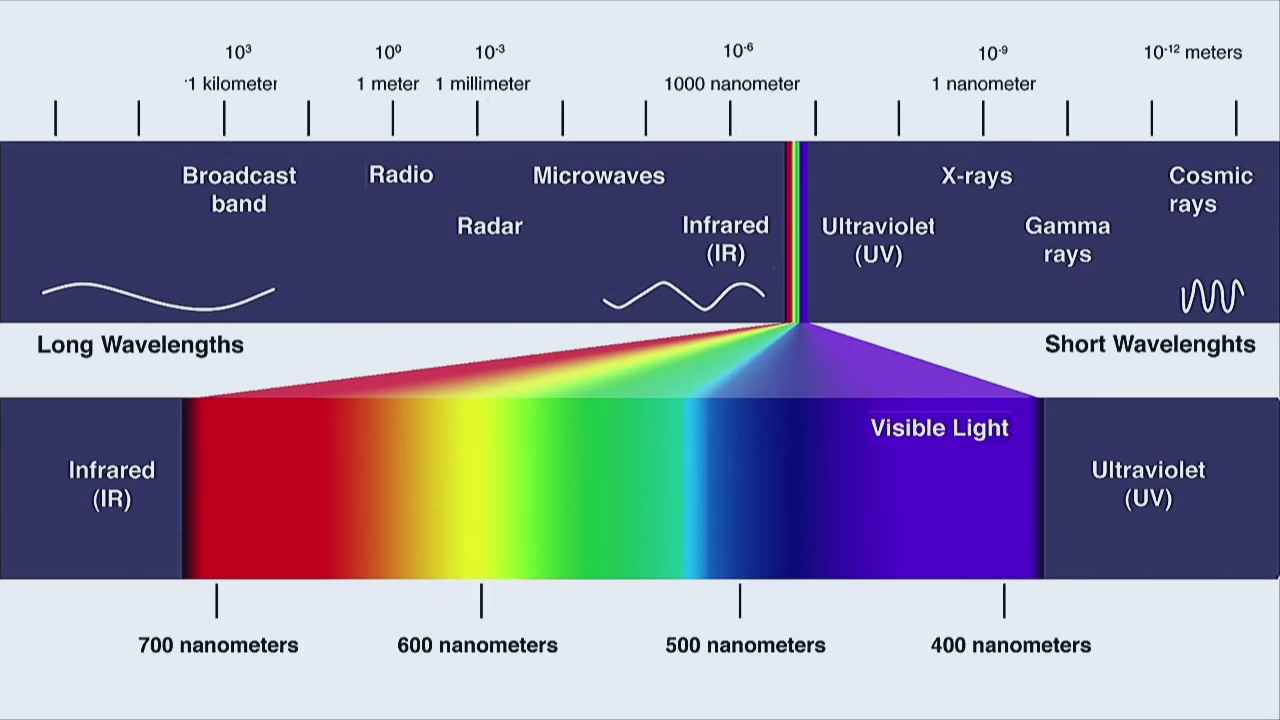 10³ 10⁰ 10⁻³ 10⁻⁶ 10⁻⁹ 10⁻¹² meters
1 kilometer 1 meter 1 millimeter 1000 nanometer 1 nanometer
Broadcast band
Radio
Radar
Microwaves
Infrared
(IR)
Ultraviolet
(UV)
X-rays
Gamma
rays
Cosmic
rays
Long Wavelengths
Short Wavelenghts
Visible Light
Infrared
(IR)
Ultraviolet
(UV)
700 nanometers 600 nanometers 500 nanometers 400 nanometers